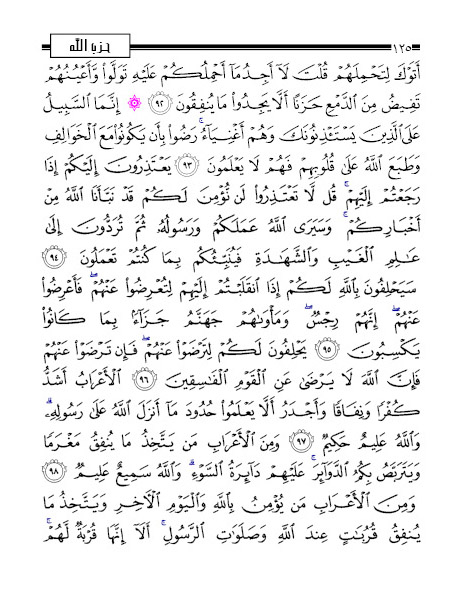 ١٢٥ حزب الله
أَتَوْكَ لِتَحْمِلَهُمْ قُلْتَ لَآ أَجِدُ مَآ أَحْمِلُكُمْ عَلَيْهِ تَوَلَّوا۟ وَّأَعْيُنُهُمْ
تَفِيضُ مِنَ ٱلدَّمْعِ حَزَنًا أَلَّا يَجِدُوا۟ مَا يُنفِقُونَ ٩٢ ۞ إِنَّمَا ٱلسَّبِيلُ
عَلَى ٱلَّذِينَ يَسْتَـْٔذِنُونَكَ وَهُمْ أَغْنِيَآءُ ۚ رَضُوا۟ بِأَن يَكُونُوا۟ مَعَ ٱلْخَوَالِفِ
وَطَبَعَ ٱللَّهُ عَلَىٰ قُلُوبِهِمْ فَهُمْ لَا يَعْلَمُونَ ٩٣ يَعْتَذِرُونَ إِلَيْكُمْ إِذَا
رَجَعْتُمْ إِلَيْهِمْ ۚ قُل لَّا تَعْتَذِرُوا۟ لَن نُّؤْمِنَ لَكُمْ قَدْ نَبَّأَنَا ٱللَّهُ مِنْ
أَخْبَارِكُمْ ۚ وَسَيَرَى ٱللَّهُ عَمَلَكُمْ وَرَسُولُهُۥ ثُمَّ تُرَدُّونَ إِلَىٰ
عَـٰلِمِ ٱلْغَيْبِ وَٱلشَّهَـٰدَةِ فَيُنَبِّئُكُم بِمَا كُنتُمْ تَعْمَلُونَ ٩٤
سَيَحْلِفُونَ بِٱللَّهِ لَكُمْ إِذَا ٱنقَلَبْتُمْ إِلَيْهِمْ لِتُعْرِضُوا۟ عَنْهُمْ ۖ فَأَعْرِضُوا۟
عَنْهُمْ ۖ إِنَّهُمْ رِجْسٌ ۖ وَمَأْوَىٰهُمْ جَهَنَّمُ جَزَآءًۢ بِمَا كَانُوا۟
يَكْسِبُونَ ٩٥ يَحْلِفُونَ لَكُمْ لِتَرْضَوْا۟ عَنْهُمْ ۖ فَإِن تَرْضَوْا۟ عَنْهُمْ
فَإِنَّ ٱللَّهَ لَا يَرْضَىٰ عَنِ ٱلْقَوْمِ ٱلْفَـٰسِقِينَ ٩٦ ٱلْأَعْرَابُ أَشَدُّ
كُفْرًا وَنِفَاقًا وَأَجْدَرُ أَلَّا يَعْلَمُوا۟ حُدُودَ مَآ أَنزَلَ ٱللَّهُ عَلَىٰ رَسُولِهِۦ ۗ
وَٱللَّهُ عَلِيمٌ حَكِيمٌ ٩٧ وَمِنَ ٱلْأَعْرَابِ مَن يَتَّخِذُ مَا يُنفِقُ مَغْرَمًا
وَيَتَرَبَّصُ بِكُمُ ٱلدَّوَآئِرَ ۚ عَلَيْهِمْ دَآئِرَةُ ٱلسَّوْءِ ۗ وَٱللَّهُ سَمِيعٌ عَلِيمٌ ٩٨
وَمِنَ ٱلْأَعْرَابِ مَن يُؤْمِنُ بِٱللَّهِ وَٱلْيَوْمِ ٱلْـَٔاخِرِ وَيَتَّخِذُ مَا
يُنفِقُ قُرُبَـٰتٍ عِندَ ٱللَّهِ وَصَلَوَٰتِ ٱلرَّسُولِ ۚ أَلَآ إِنَّهَا قُرْبَةٌ لَّهُمْ ۚ